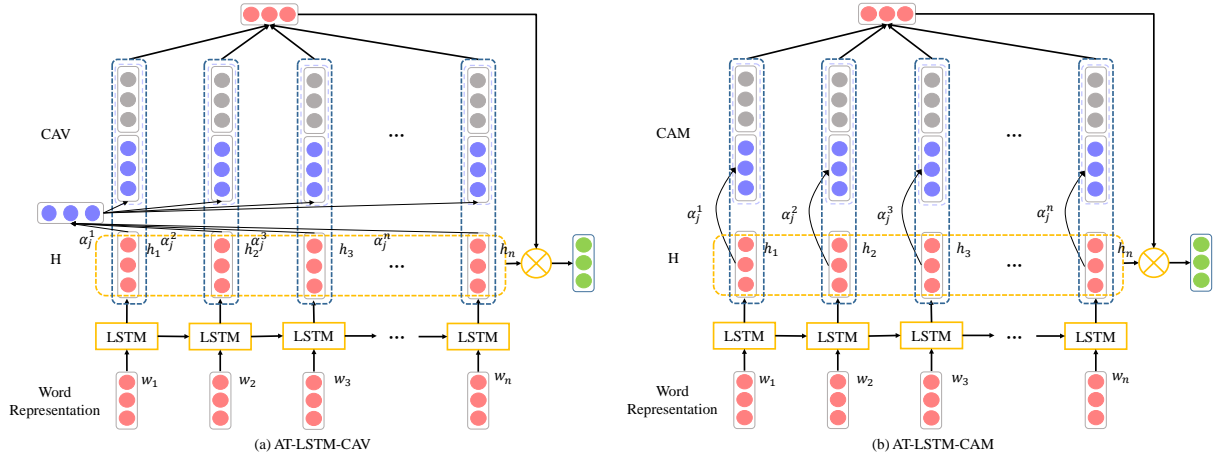 CAV
...
α_j^1 α_j^2 α_j^3 α_j^n
H
h_1 h_2 h_3 ... h_n
LSTM LSTM LSTM ... LSTM
Word
Representation
w_1 w_2 w_3 w_n
(a) AT-LSTM-CAV
CAM
...
α_j^1 α_j^2 α_j^3 α_j^n
H
h_1 h_2 h_3 ... h_n
LSTM LSTM LSTM ... LSTM
Word
Representation
w_1 w_2 w_3 w_n
(b) AT-LSTM-CAM